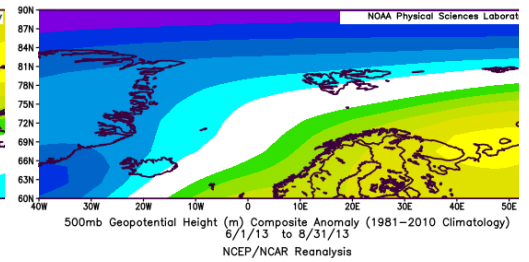 NOAA Physical Sciences Laborat
90N
87N
84N
81N
78N
75N
72N
69N
66N
63N
60N
40W 30W 20W 10W 0 10E 20E 30E 40E 50E
500mb Geopotential Height (m) Composite Anomaly (1981-2010 Climatology)
6/1/13 to 8/31/13
NCEP/NCAR Reanalysis